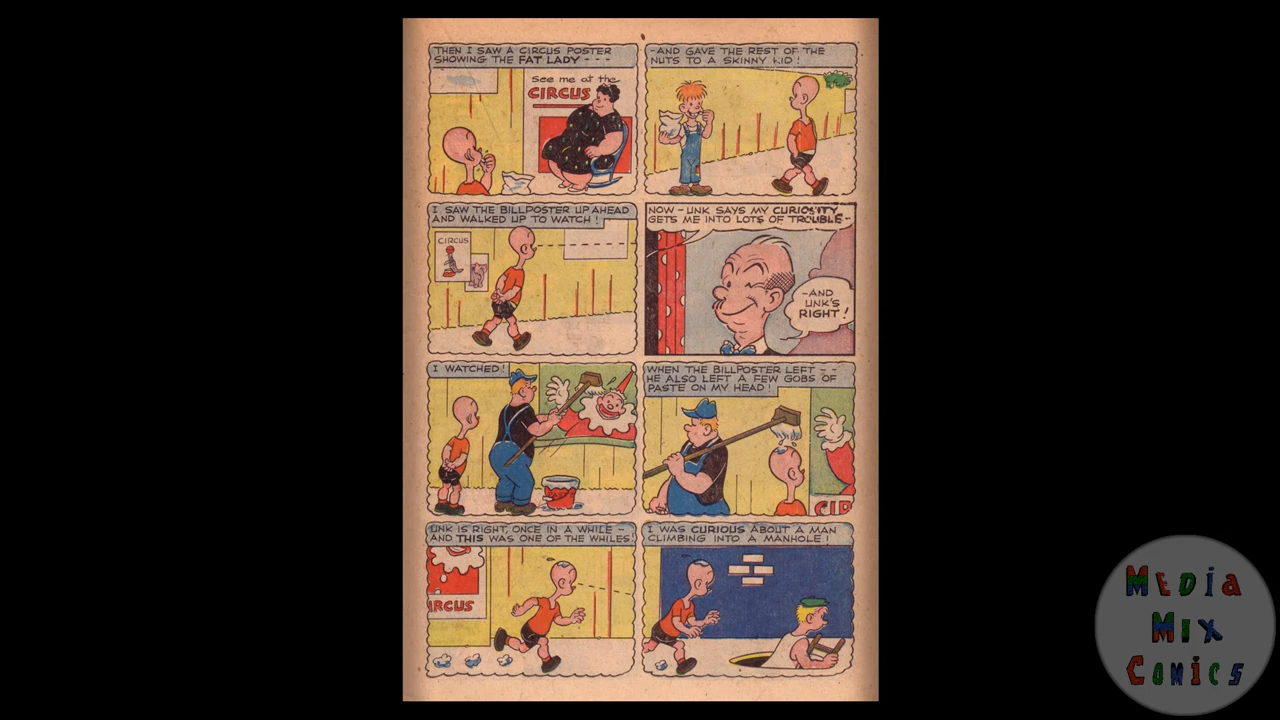 THEN I SAW A CIRCUS POSTER
SHOWING THE FAT LADY - - -
See me at the
CIRCUS
-AND GAVE THE REST OF THE
NUTS TO A SKINNY KID!
I SAW THE BILLPOSTER UP AHEAD
AND WALKED UP TO WATCH!
CIRCUS
NOW - UNK SAYS MY CURIOSITY
GETS ME INTO LOTS OF TROUBLE-
-AND
UNK'S
RIGHT!
I WATCHED!
PASTE
WHEN THE BILLPOSTER LEFT - -
HE ALSO LEFT A FEW GOBS OF
PASTE ON MY HEAD!
CIR
UNK IS RIGHT, ONCE IN A WHILE -
AND THIS WAS ONE OF THE WHILES!
IRCUS
I WAS CURIOUS ABOUT A MAN
CLIMBING INTO A MANHOLE!
MEDIA
MIX
COMICS